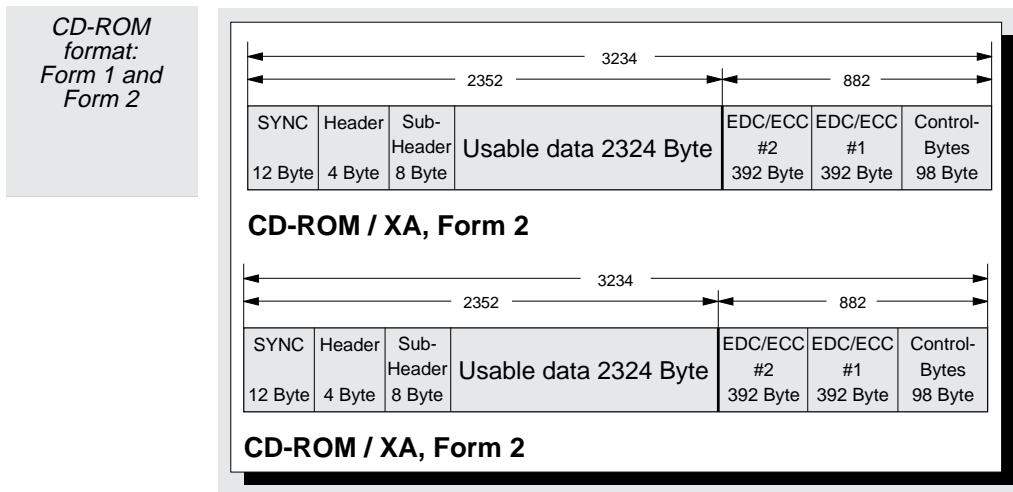 CD-ROM
format:
Form 1 and
Form 2
3234
2352 882
SYNC Header Sub- EDC/ECC EDC/ECC Control-
Header Usable data 2324 Byte #2 #1 Bytes
12 Byte 4 Byte 8 Byte 392 Byte 392 Byte 98 Byte
CD-ROM / XA, Form 2
3234
2352 882
SYNC Header Sub- EDC/ECC EDC/ECC Control-
Header Usable data 2324 Byte #2 #1 Bytes
12 Byte 4 Byte 8 Byte 392 Byte 392 Byte 98 Byte
CD-ROM / XA, Form 2